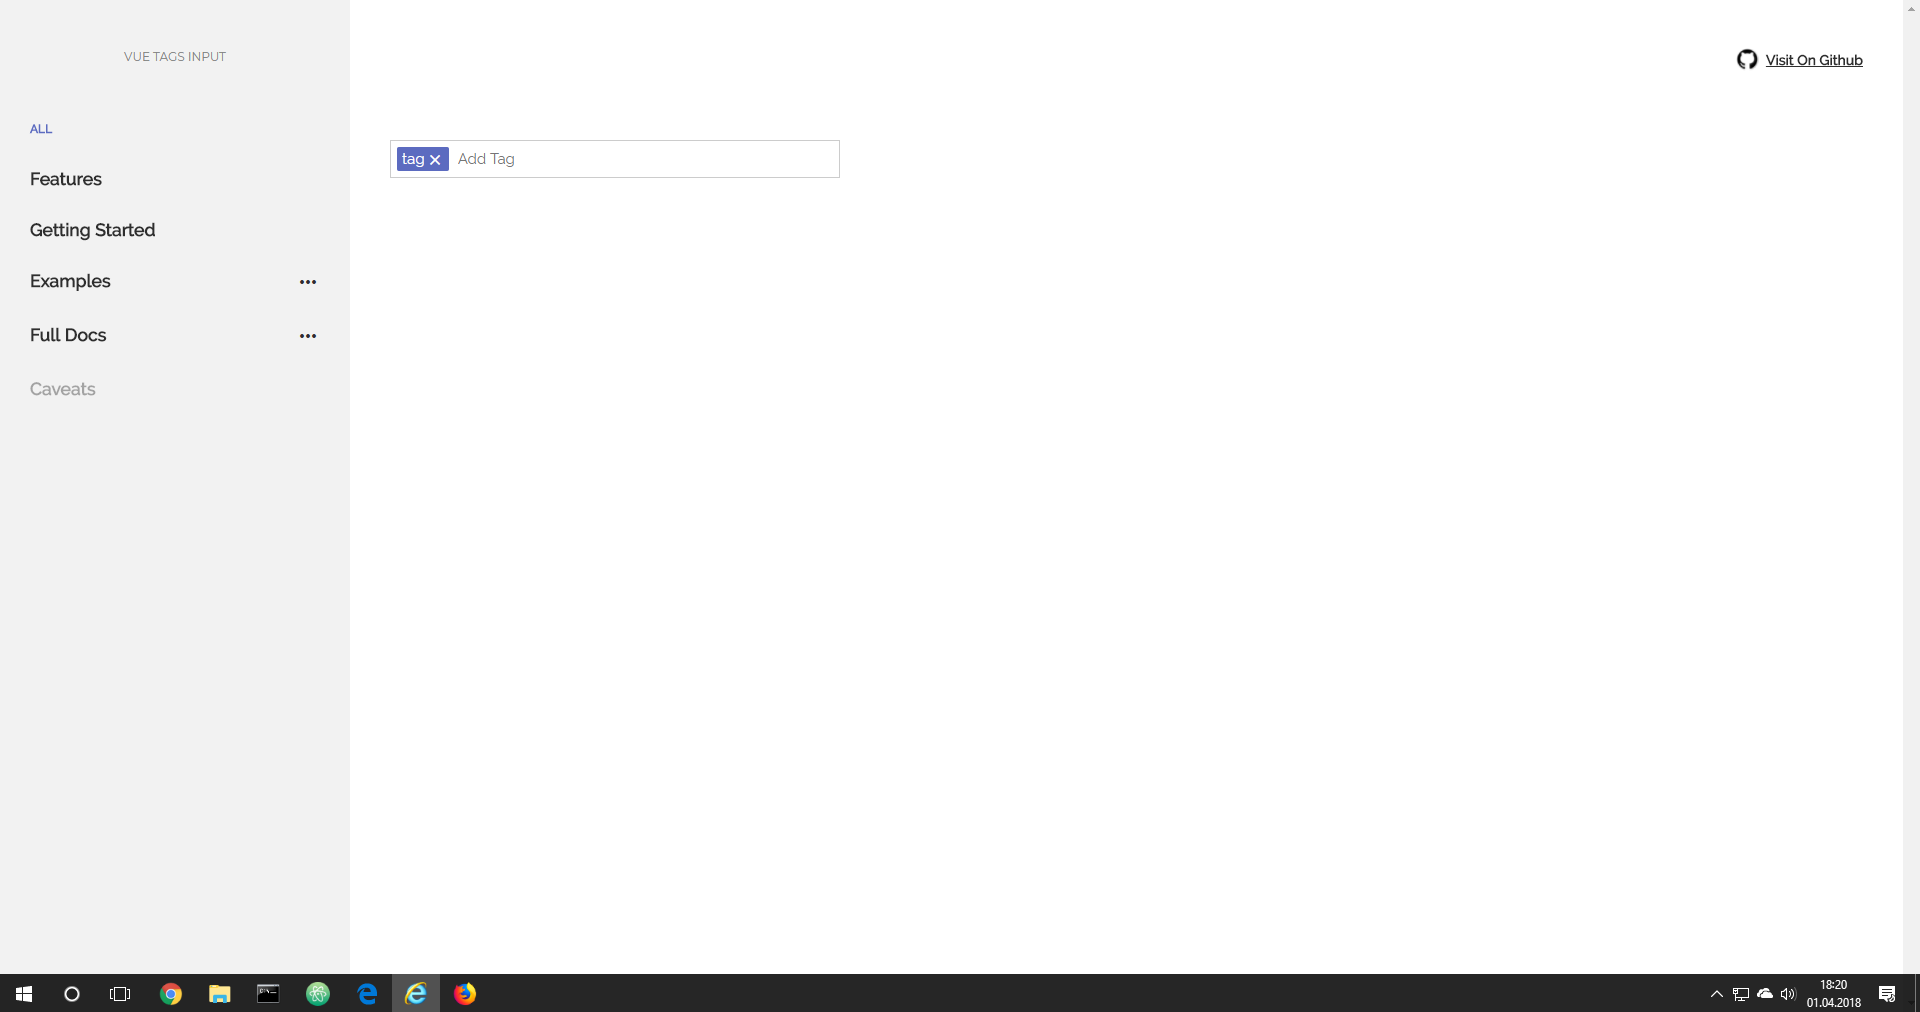 VUE TAGS INPUT
Visit On Github
ALL
tag Add Tag
Features
Getting Started
Examples
Full Docs
Caveats
18:20
01.04.2018